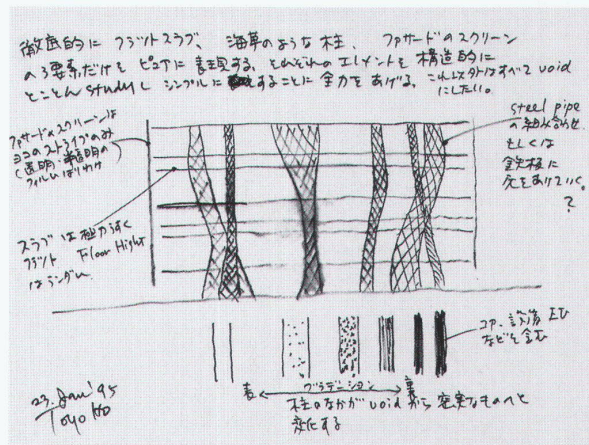 徹底的に フラットスラブ、 海草のような柱、 ファサードのスクリーン
の3要素だけを ピュアに 表現する、それぞれの エレメントを 構造的に
とことん studyし シンプルに することに 全力をあげる、 これ以外はすべて void
にしたい。
ファサードのスクリーンは
ヨコのストライプのみ
(透明・半透明の
フィルムはりわけ
スラブ は 極力うすく
フラット Floor Hight
はランダム
steel pipe
の組み合わせ
もしくは
鉄板に
穴をあけていく。
?
コア、設備 EV
などを含む
表 グラデーション 裏
柱のなかが void から 密実なものへと
変化する
23. Jan '95
Toyo Ito